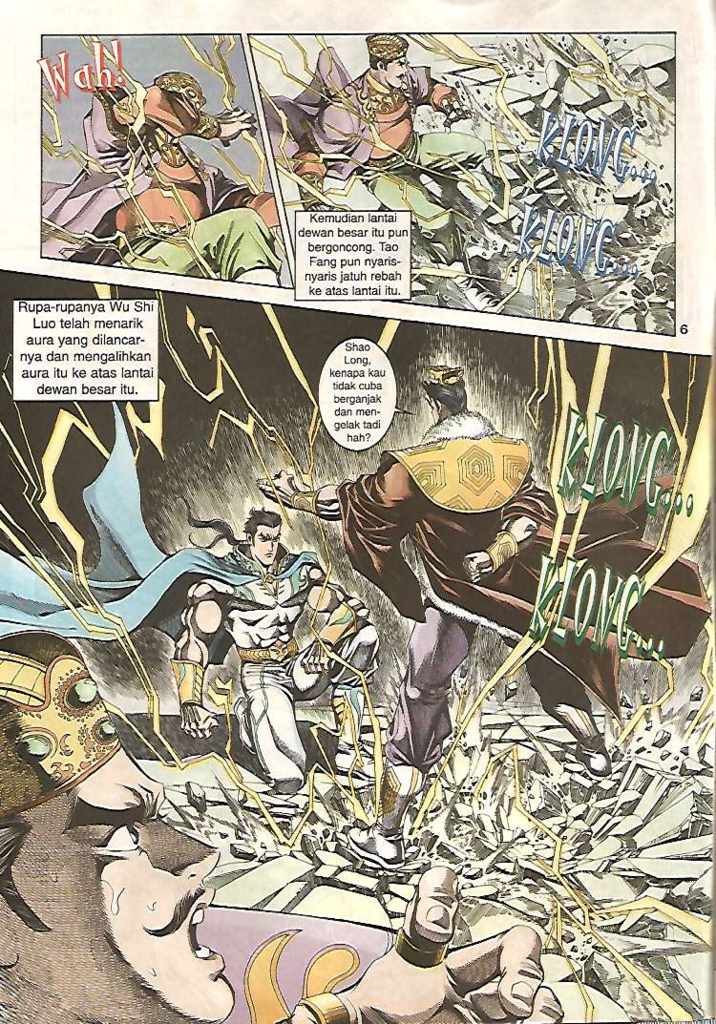 Wah!
KLONG...
KLONG...
Kemudian lantai
dewan besar itu pun
bergoncong. Tao
Fang pun nyaris-
nyaris jatuh rebah
ke atas lantai itu.
6
Rupa-rupanya Wu Shi
Luo telah menarik
aura yang dilancar-
nya dan mengalihkan
aura itu ke atas lantai
dewan besar itu.
Shao
Long,
kenapa kau
tidak cuba
berganjak
dan men-
gelak tadi
hah?
KLONG...
KLONG...